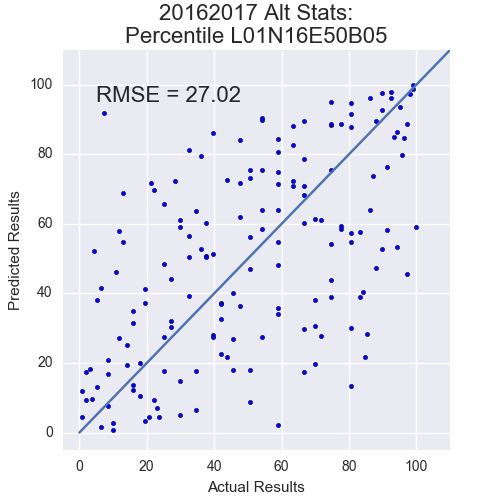 20162017 Alt Stats:
Percentile L01N16E50B05
RMSE = 27.02
Predicted Results
100
80
60
40
20
0
0 20 40 60 80 100
Actual Results